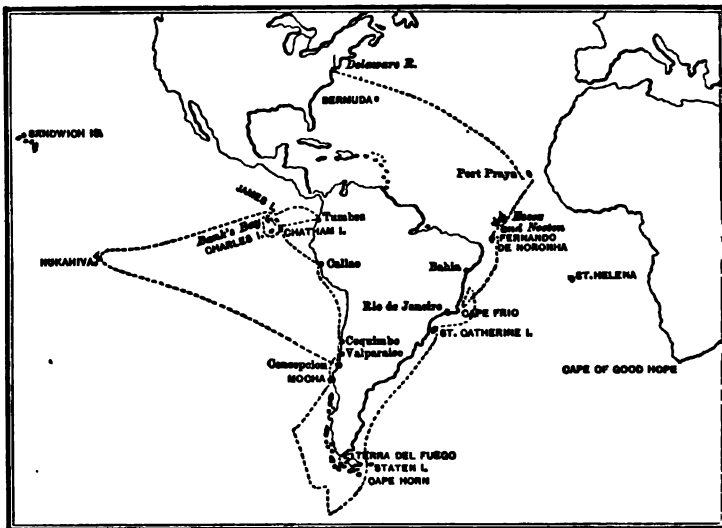 Delaware R.
BERMUDA
SANDWICH IS.
Port Praya
JAMES I.
Essex
and Nocton
Tumbez
Bank's Bay
CHATHAM I.
FERNANDO
DE NORONHA
CHARLES I.
NUKAHIVA
Callao
Bahia
ST. HELENA
Rio de Janeiro
CAPE FRIO
ST. CATHERINE I.
Coquimbo
Valparaiso
Concepcion
MOCHA
CAPE OF GOOD HOPE
TERRA DEL FUEGO
STATEN I.
CAPE HORN